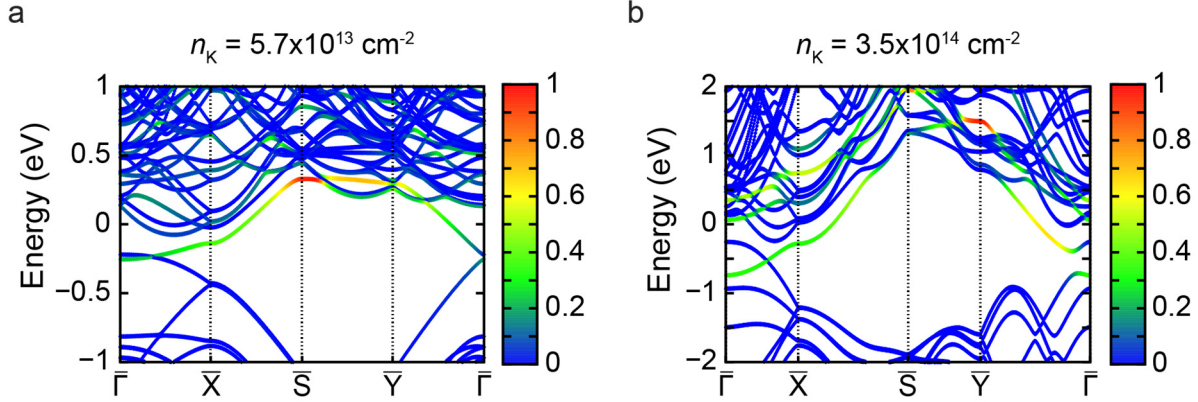 a
n_K = 5.7x10^13 cm^-2
Energy (eV)
1
0.5
0
−0.5
−1
Γ̅ X̅ S̅ Y̅ Γ̅
1
0.8
0.6
0.4
0.2
0
b
n_K = 3.5x10^14 cm^-2
Energy (eV)
2
1
0
−1
−2
Γ̅ X̅ S̅ Y̅ Γ̅
1
0.8
0.6
0.4
0.2
0